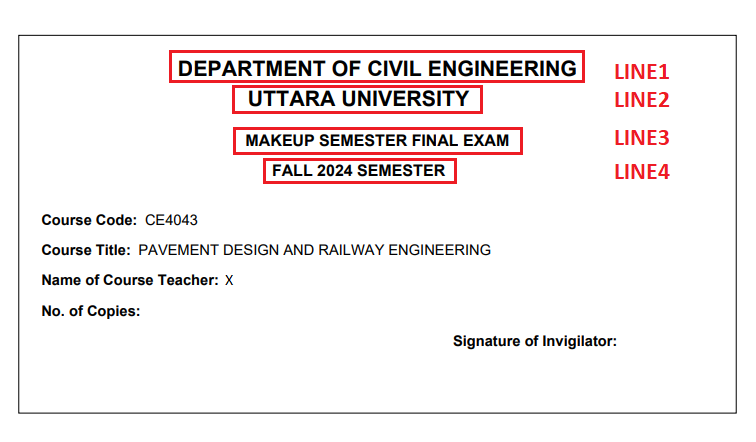 DEPARTMENT OF CIVIL ENGINEERING LINE1
UTTARA UNIVERSITY LINE2
MAKEUP SEMESTER FINAL EXAM LINE3
FALL 2024 SEMESTER LINE4
Course Code: CE4043
Course Title: PAVEMENT DESIGN AND RAILWAY ENGINEERING
Name of Course Teacher: X
No. of Copies:
Signature of Invigilator: